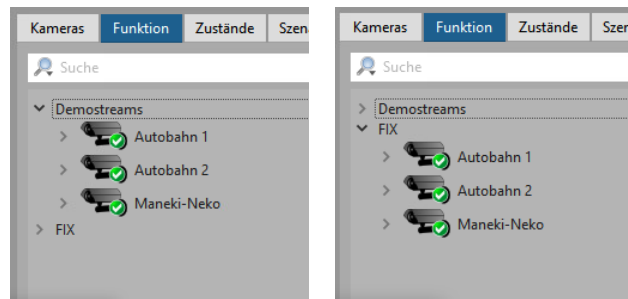 Kameras Funktion Zustände Szen
Suche
Demostreams
Autobahn 1
Autobahn 2
Maneki-Neko
FIX
Kameras Funktion Zustände Szer
Suche
Demostreams
FIX
Autobahn 1
Autobahn 2
Maneki-Neko